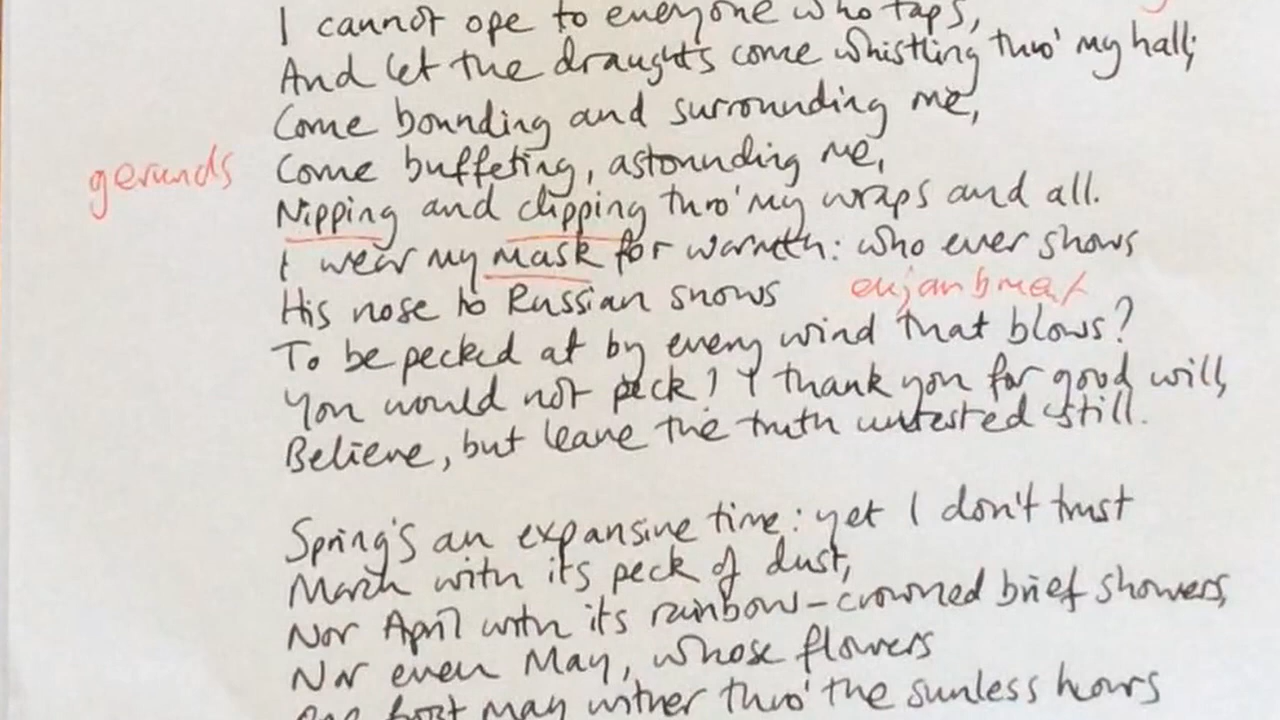 I cannot ope to everyone who taps,
And let the draughts come whistling thro' my hall;
Come bounding and surrounding me,
gerunds Come buffeting, astounding me,
Nipping and clipping thro' my wraps and all.
I wear my mask for warmth: who ever shows
His nose to Russian snows enjambment
To be pecked at by every wind that blows?
You would not peck? I thank you for good will,
Believe, but leave the truth untested still.
Spring's an expansive time: yet I don't trust
March with its peck of dust,
Nor April with its rainbow-crowned brief showers,
Nor even May, whose flowers
One frost may wither thro' the sunless hours